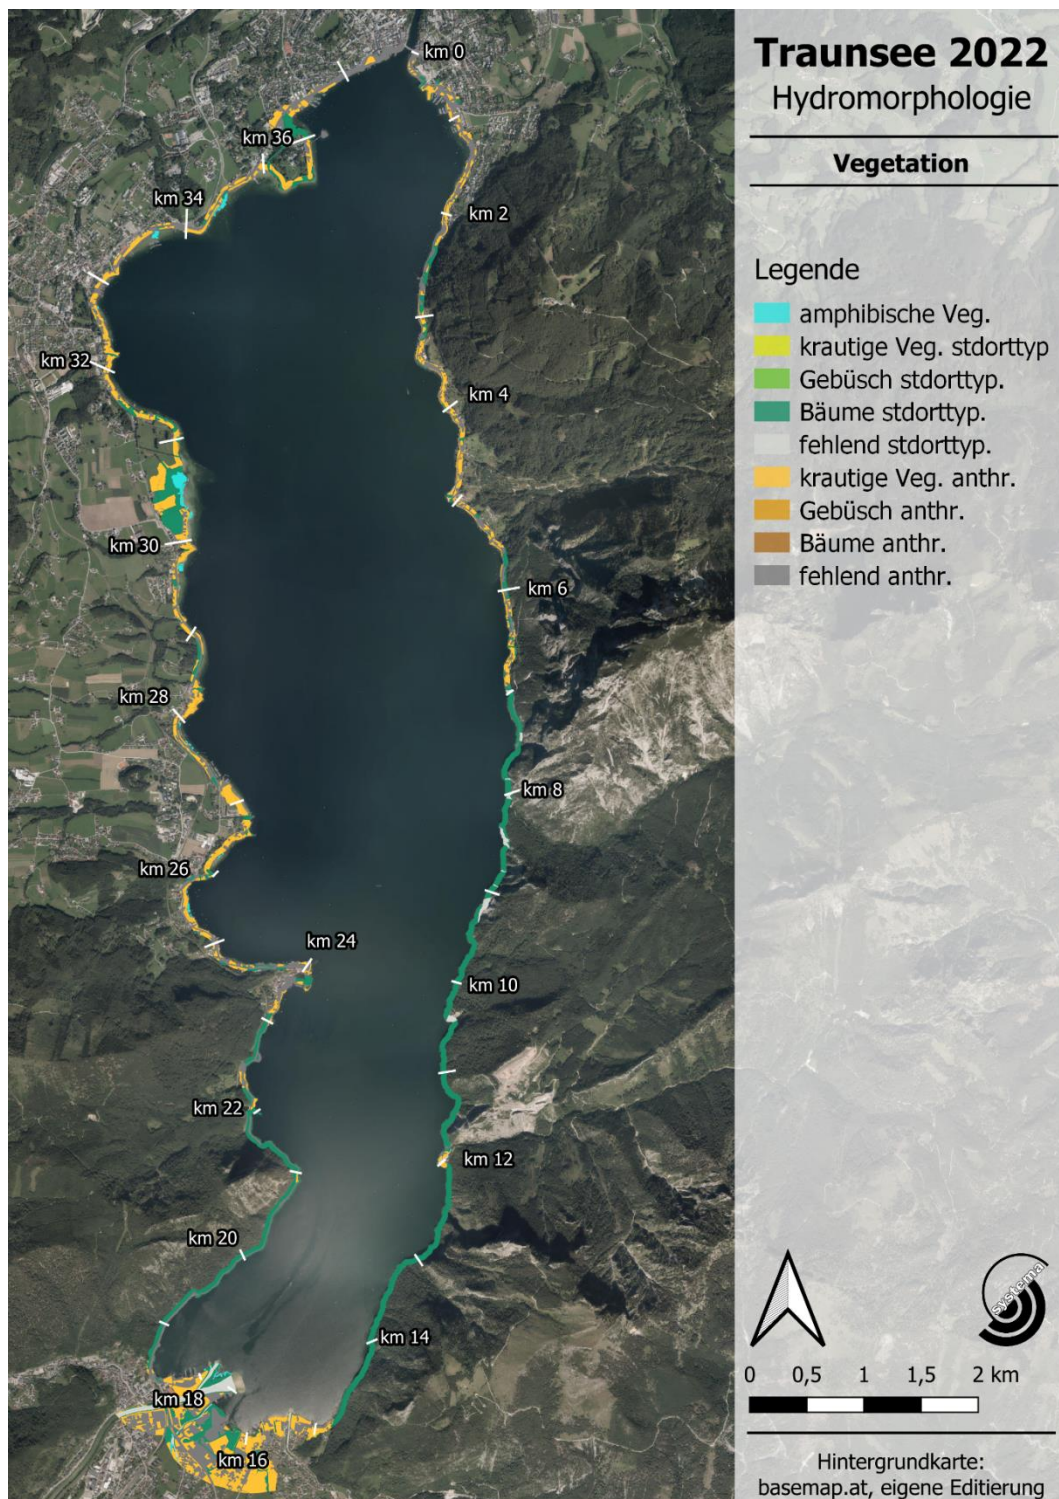 Traunsee 2022
Hydromorphologie
Vegetation
Legende
amphibische Veg.
krautige Veg. stdorttyp
Gebüsch stdorttyp.
Bäume stdorttyp.
fehlend stdorttyp.
krautige Veg. anthr.
Gebüsch anthr.
Bäume anthr.
fehlend anthr.
km 0
km 36
km 34
km 2
km 32
km 4
km 30
km 6
km 28
km 8
km 26
km 24
km 10
km 22
km 12
km 20
km 14
km 18
km 16
systema
0 0,5 1 1,5 2 km
Hintergrundkarte:
basemap.at, eigene Editierung